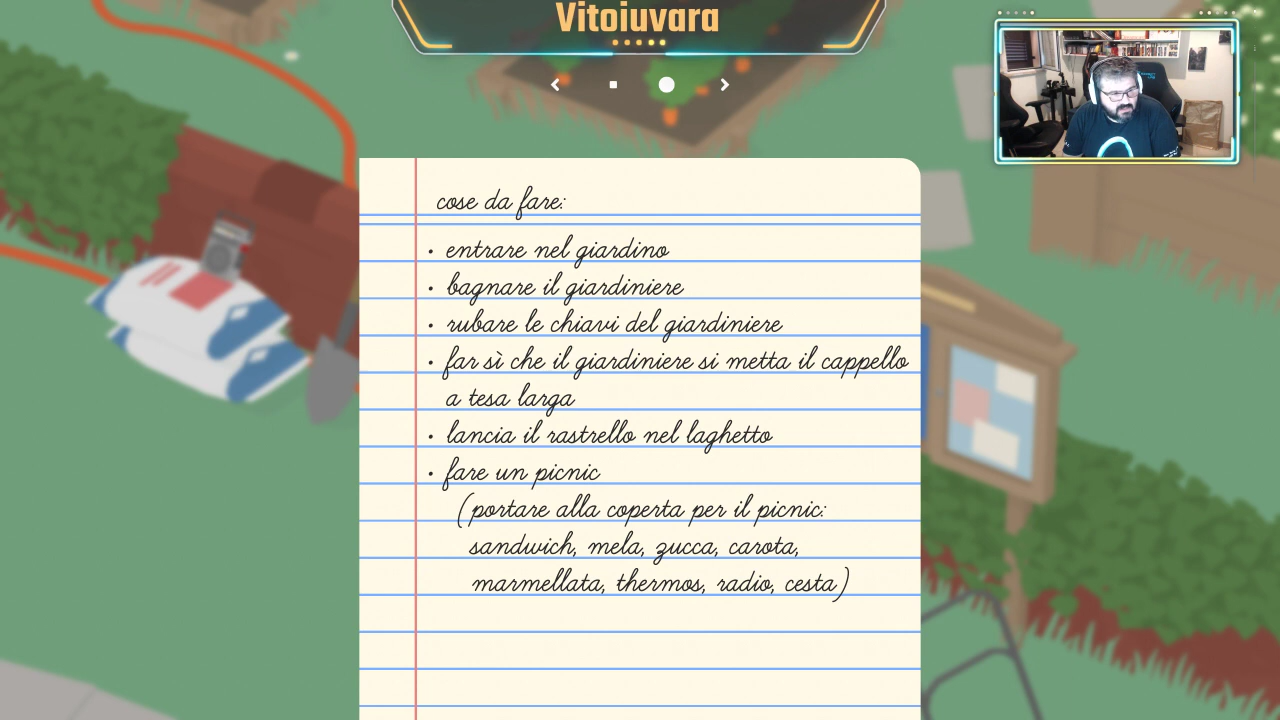 Vitoiuvara
cose da fare:
• entrare nel giardino
• bagnare il giardiniere
• rubare le chiavi del giardiniere
• far sì che il giardiniere si metta il cappello
a tesa larga
• lancia il rastrello nel laghetto
• fare un picnic
(portare alla coperta per il picnic:
sandwich, mela, zucca, carota,
marmellata, thermos, radio, cesta)